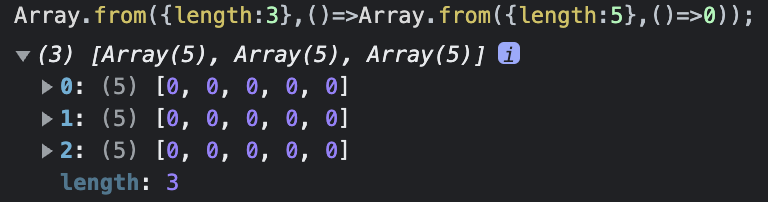 Array.from({length:3},()=>Array.from({length:5},()=>0));
▼(3) [Array(5), Array(5), Array(5)] i
▶0: (5) [0, 0, 0, 0, 0]
▶1: (5) [0, 0, 0, 0, 0]
▶2: (5) [0, 0, 0, 0, 0]
length: 3